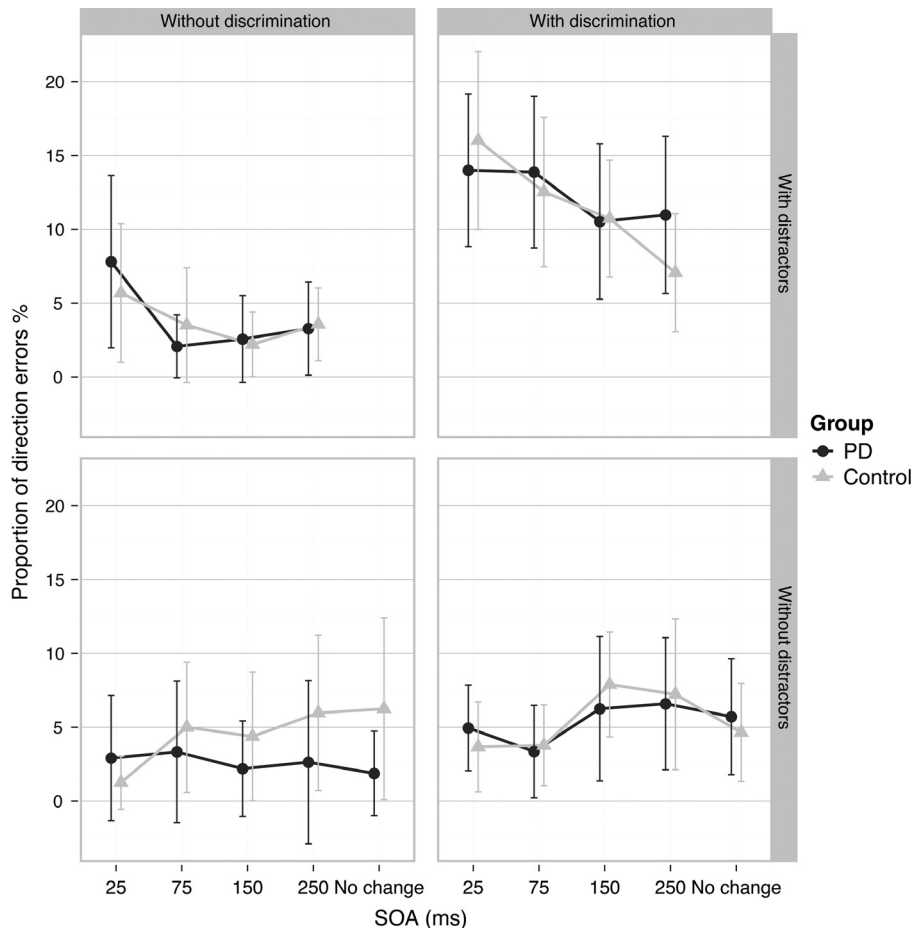 Without discrimination
With discrimination
20
15
10
5
0
With distractors
20
15
10
5
0
Without distractors
25
75
150
250
No change
25
75
150
250
No change
SOA (ms)
Proportion of direction errors %
Group
PD
Control